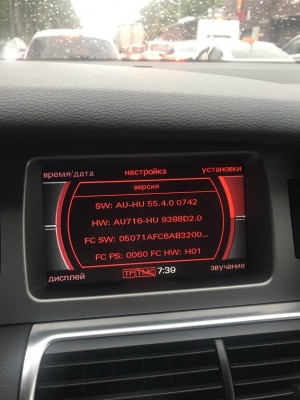 время/дата настройка установки
версия
SW: AU-HU 55.4.0 0742
HW: AU716-HU 9388D2.0
FC SW: 05071AFC6AB3200...
FC PS: 0060 FC HW: H01
дисплей TP TMC 7:39 звучание